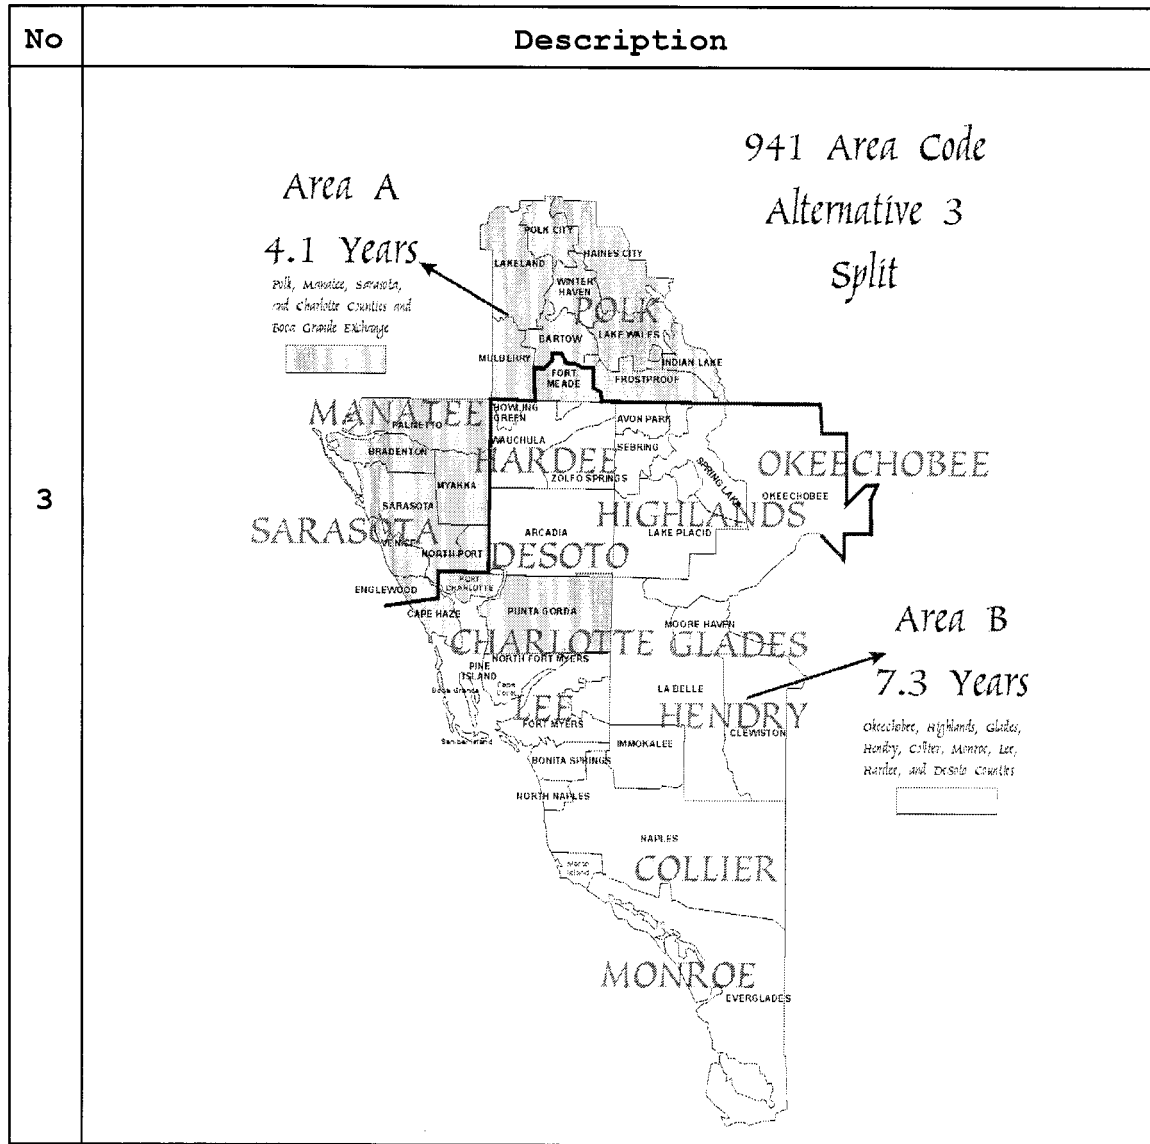 No
Description
3
941 Area Code
Alternative 3
Split
Area A
4.1 Years
Polk, Manatee, Sarasota,
and Charlotte Counties and
Boca Grande Exchange
POLK CITY
HAINES CITY
LAKELAND
WINTER
HAVEN
POLK
BARTOW
LAKE WALES
MULBERRY
INDIAN LAKE
FORT
MEADE
FROSTPROOF
MANATEE
PALMETTO
BOWLING
GREEN
AVON PARK
WAUCHULA
SEBRING
BRADENTON
HARDEE
OKEECHOBEE
MYAKKA
ZOLFO SPRINGS
SPRING LAKE
OKEECHOBEE
SARASOTA
HIGHLANDS
SARASOTA
ARCADIA
LAKE PLACID
VENICE
DESOTO
NORTH PORT
PORT
CHARLOTTE
ENGLEWOOD
CAPE HAZE
PUNTA GORDA
MOORE HAVEN
Area B
CHARLOTTE
GLADES
7.3 Years
NORTH FORT MYERS
PINE
ISLAND
Cape
Coral
Boca Grande
LA BELLE
LEE
HENDRY
FORT MYERS
CLEWISTON
Okeechobee, Highlands, Glades,
Hendry, Collier, Monroe, Lee,
Hardee, and DeSoto Counties
Sanibel Island
IMMOKALEE
BONITA SPRINGS
NORTH NAPLES
NAPLES
Marco
Island
COLLIER
MONROE
EVERGLADES